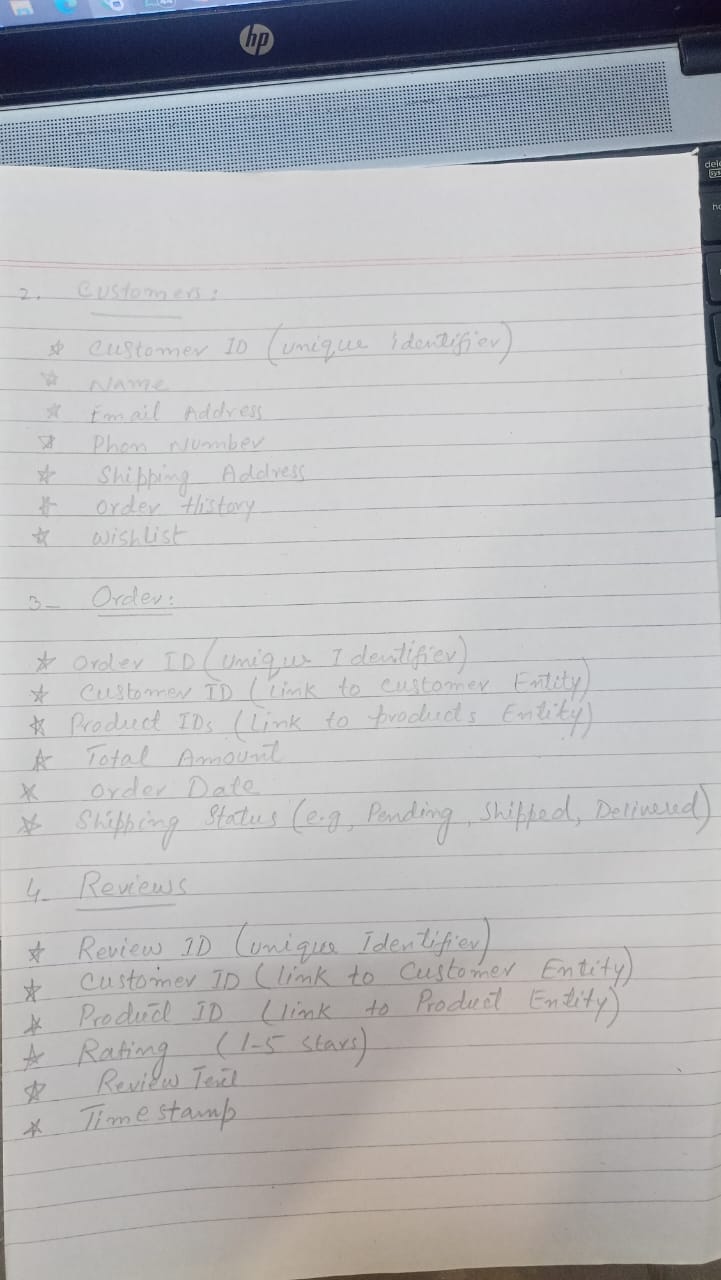 hp
dele
sys
ho
2. Customers:
☆ Customer ID (unique identifier)
☆ Name
☆ Email Address
☆ Phon Number
☆ Shipping Address
☆ Order History
☆ Wishlist
3- Order:
☆ Order ID (Unique Identifier)
☆ Customer ID (Link to customer Entity)
☆ Product IDs (Link to products Entity)
☆ Total Amount
☆ Order Date
☆ Shipping Status (e.g, Pending, Shipped, Delivered)
4- Reviews
☆ Review ID (unique Identifier)
☆ Customer ID (link to Customer Entity)
☆ Product ID (link to Product Entity)
☆ Rating (1-5 stars)
☆ Review Text
☆ Timestamp